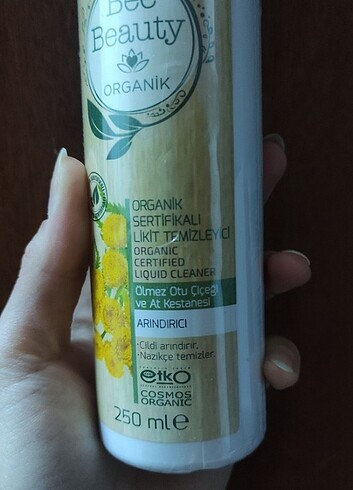 Bee
Beauty
ORGANİK
ORGANİK
SERTİFİKALI
LİKİT TEMİZLEYİCİ
ORGANIC
CERTIFIED
LIQUID CLEANER
Ölmez Otu Çiçeği
ve At Kestanesi
ARINDIRICI
•Cildi arındırır.
•Nazikçe temizler.
etko
COSMOS
ORGANIC
250 ml e